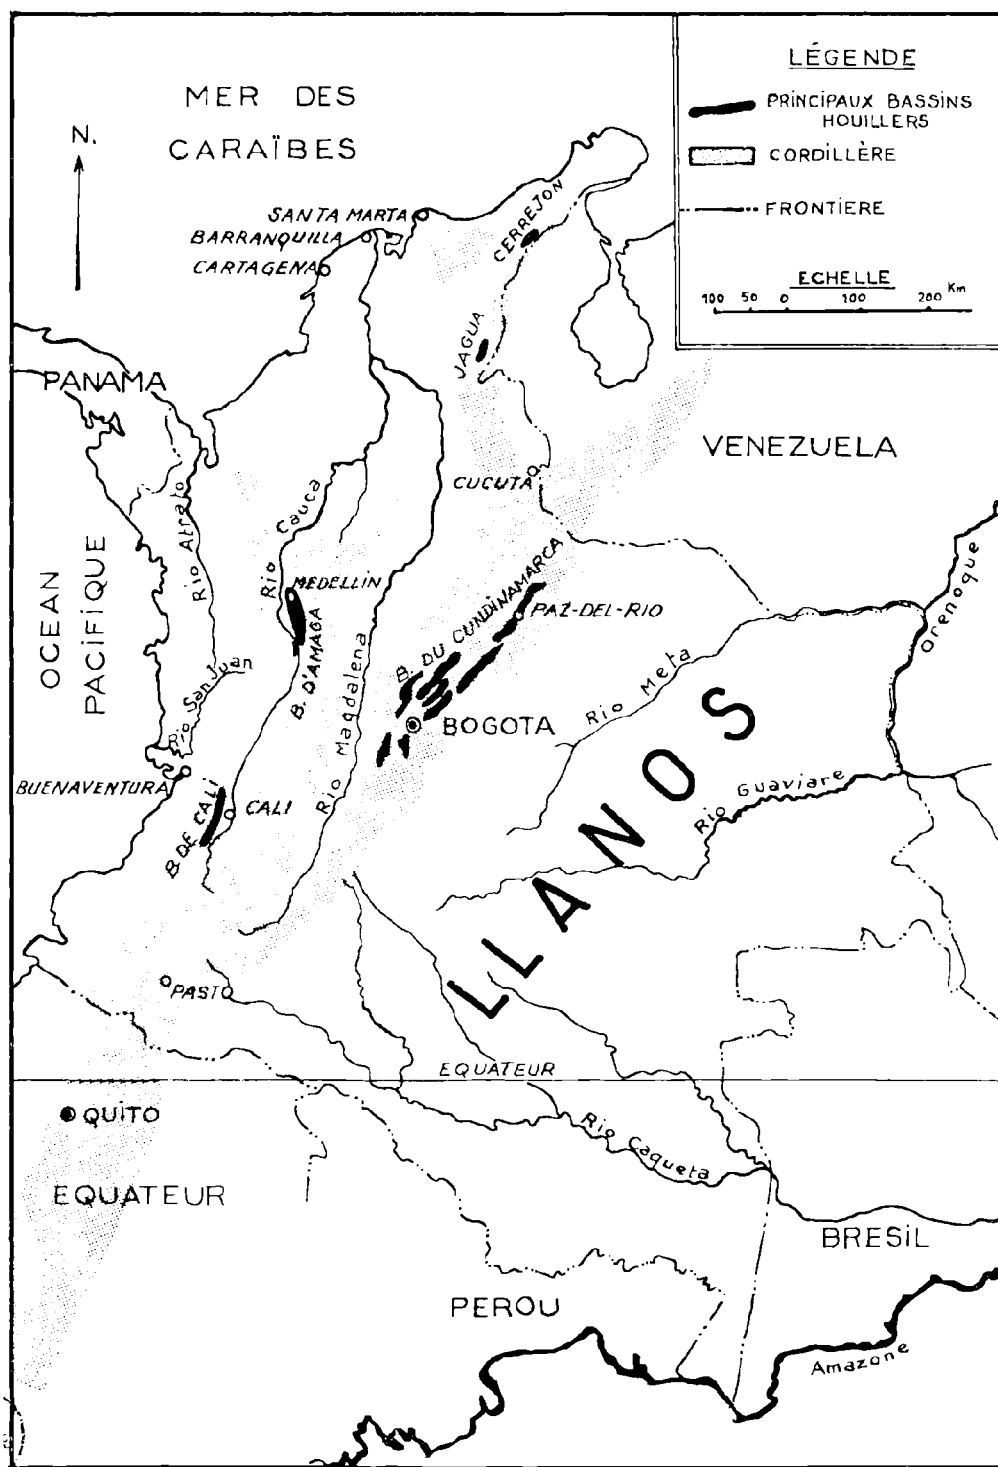 LÉGENDE
PRINCIPAUX BASSINS
HOUILLERS
CORDILLÈRE
FRONTIERE
ECHELLE
100 50 0 100 200 Km
MER DES
CARAÏBES
N.
SANTA MARTA
BARRANQUILLA
CARTAGENA
CERREJON
JAGUA
PANAMA
VENEZUELA
CUCUTA
Rio Atrato
Rio Cauca
OCEAN
PACIFIQUE
MEDELLIN
B. D'AMAGA
B. DU CUNDINAMARCA
PAZ-DEL-RIO
Orenoque
Rio San Juan
Rio Magdalena
BOGOTA
Rio Meta
BUENAVENTURA
B. DE CALI
CALI
Rio Guaviare
LLANOS
PASTO
EQUATEUR
QUITO
Rio Caqueta
EQUATEUR
BRESIL
PEROU
Amazone